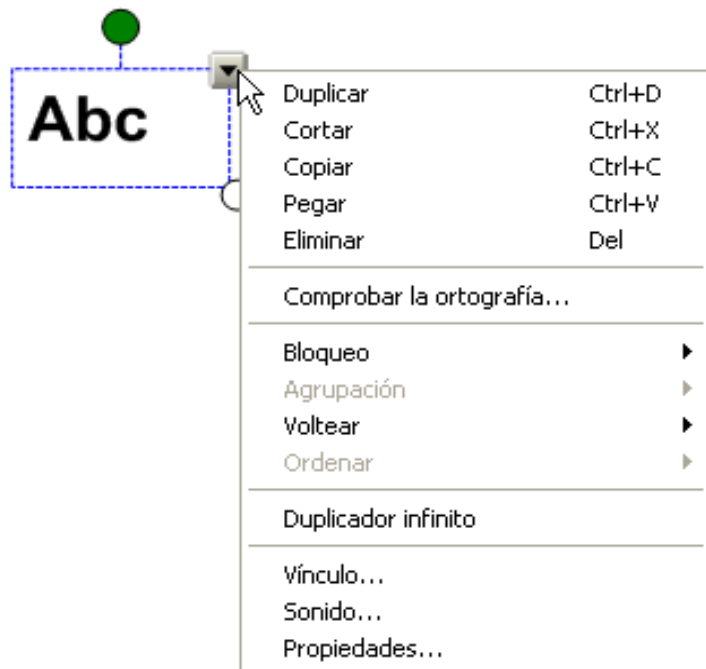 Abc
Duplicar Ctrl+D
Cortar Ctrl+X
Copiar Ctrl+C
Pegar Ctrl+V
Eliminar Del
Comprobar la ortografía...
Bloqueo
Agrupación
Voltear
Ordenar
Duplicador infinito
Vínculo...
Sonido...
Propiedades...